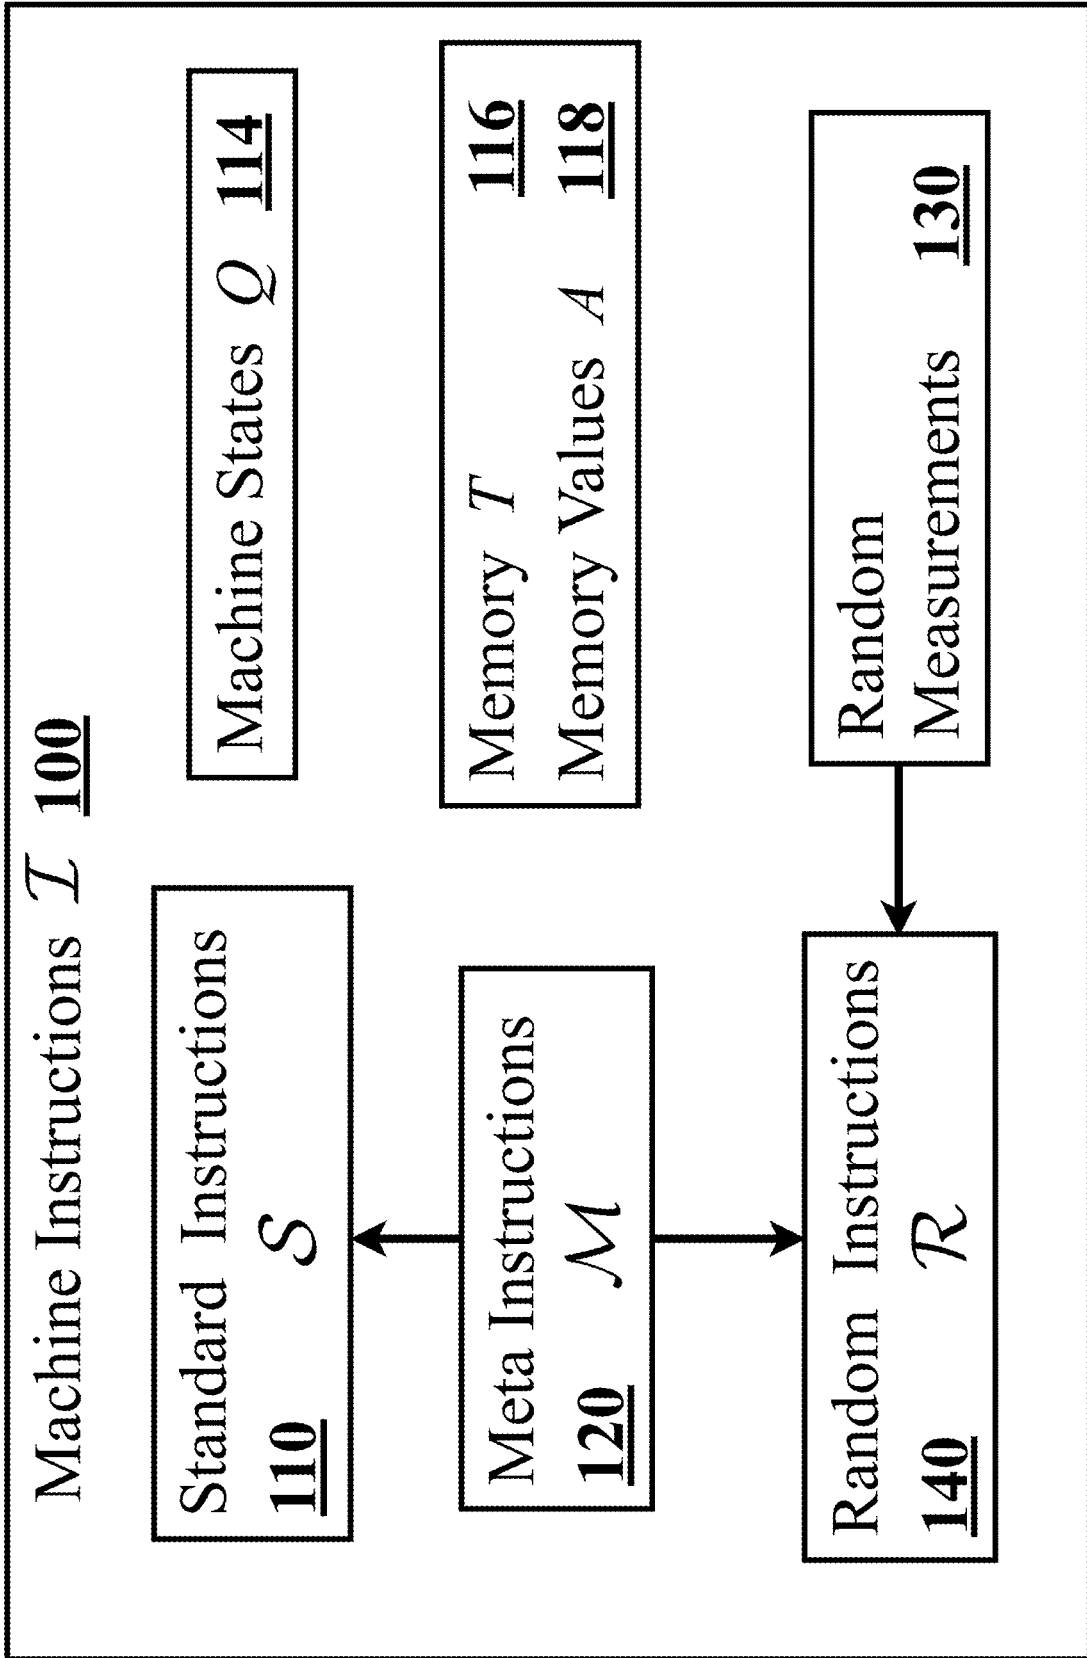 Machine Instructions ℐ 100
Standard Instructions
110 𝒮
Machine States Q 114
Meta Instructions
120 ℳ
Memory T 116
Memory Values A 118
Random Instructions
140 ℛ
Random
Measurements 130